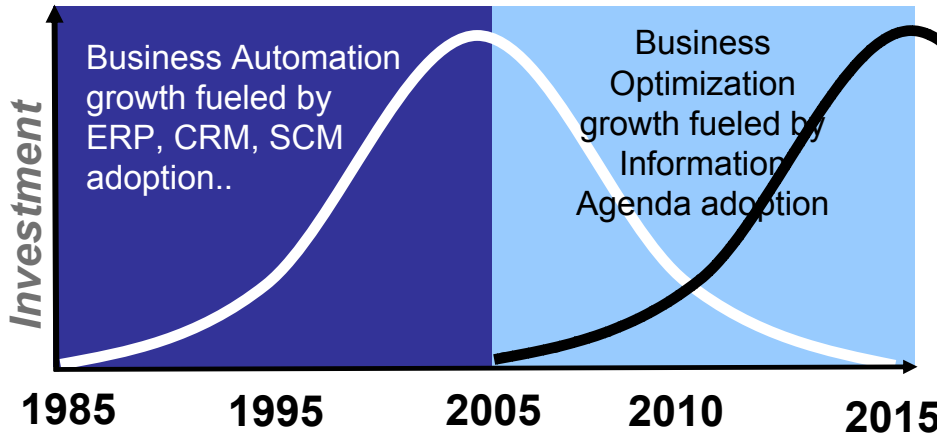 Business Automation
growth fueled by
ERP, CRM, SCM
adoption..
Business
Optimization
growth fueled by
Information
Agenda adoption
Investment
1985
1995
2005
2010
2015